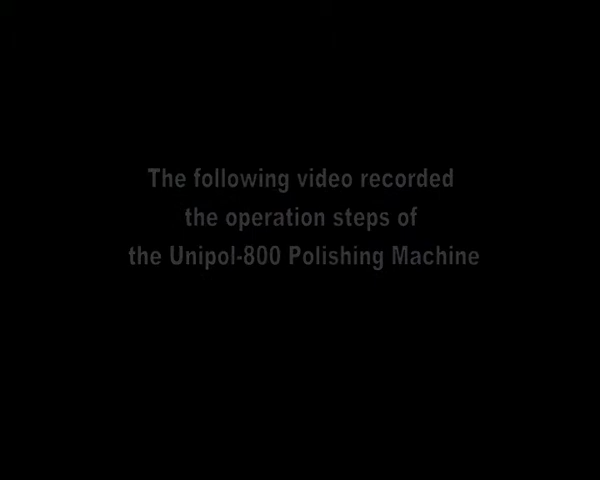 The following video recorded
the operation steps of
the Unipol-800 Polishing Machine